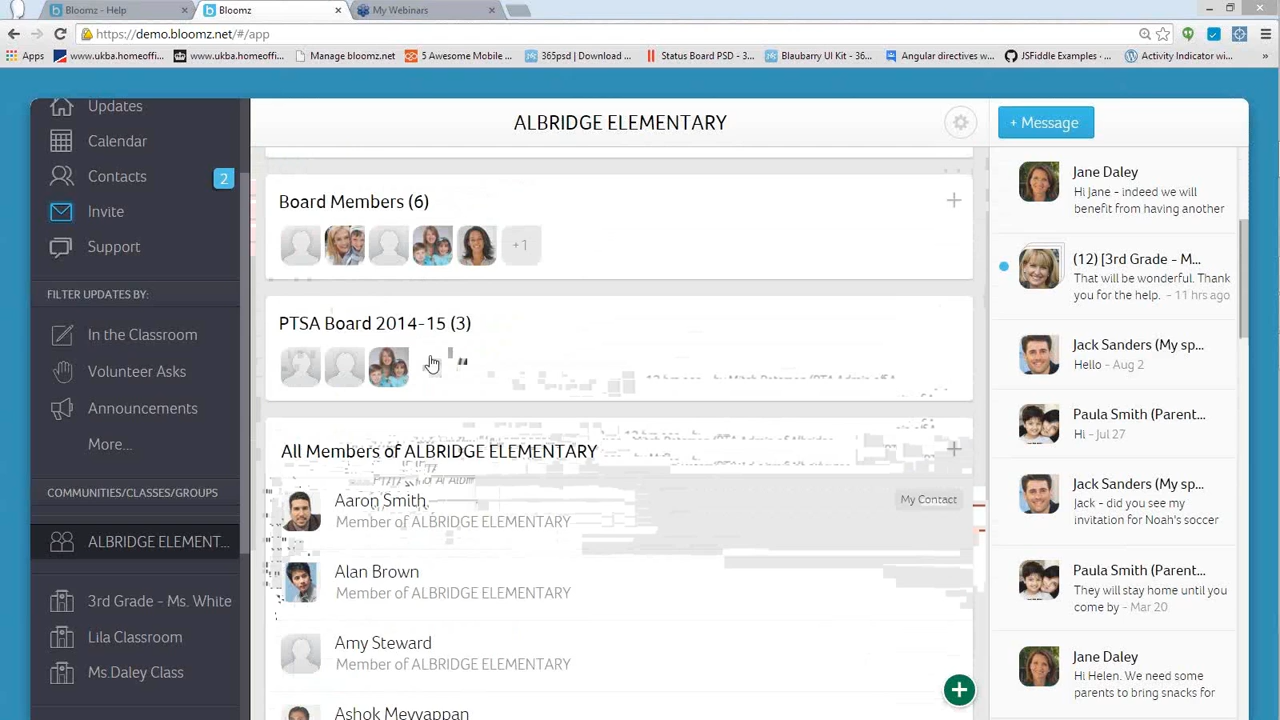 Bloomz - Help
Bloomz
My Webinars
https://demo.bloomz.net/#/app
Apps
www.ukba.homeoffi...
www.ukba.homeoffi...
Manage bloomz.net
5 Awesome Mobile ...
365psd | Download ...
Status Board PSD - 3...
Blaubarry UI Kit - 36...
Angular directives w...
JSFiddle Examples · ...
Activity Indicator wi...
»
Updates
Calendar
Contacts
2
Invite
Support
FILTER UPDATES BY:
In the Classroom
Volunteer Asks
Announcements
More...
COMMUNITIES/CLASSES/GROUPS
ALBRIDGE ELEMENT...
3rd Grade - Ms. White
Lila Classroom
Ms.Daley Class
ALBRIDGE ELEMENTARY
Board Members (6)
+1
PTSA Board 2014-15 (3)
All Members of ALBRIDGE ELEMENTARY
Aaron Smith
My Contact
Member of ALBRIDGE ELEMENTARY
Alan Brown
Member of ALBRIDGE ELEMENTARY
Amy Steward
Member of ALBRIDGE ELEMENTARY
Ashok Meyyappan
+ Message
Jane Daley
Hi Jane - indeed we will
benefit from having another
(12) [3rd Grade - M...
That will be wonderful. Thank
you for the help. - 11 hrs ago
Jack Sanders (My sp...
Hello - Aug 2
Paula Smith (Parent...
Hi - Jul 27
Jack Sanders (My sp...
Jack - did you see my
invitation for Noah's soccer
Paula Smith (Parent...
They will stay home until you
come by - Mar 20
Jane Daley
Hi Helen. We need some
parents to bring snacks for